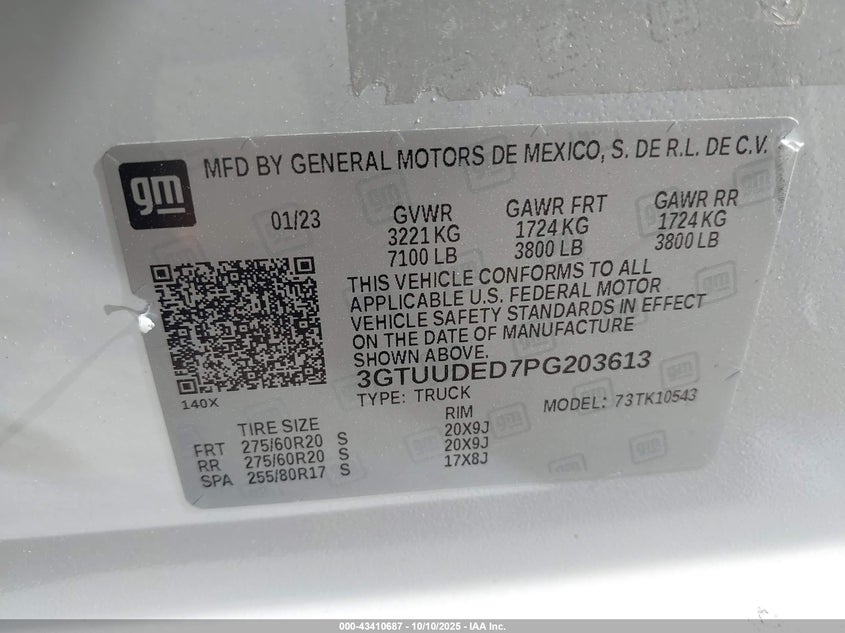 gm
MFD BY GENERAL MOTORS DE MEXICO, S. DE R.L. DE C.V.
01/23
GVWR GAWR FRT GAWR RR
3221 KG 1724 KG 1724 KG
7100 LB 3800 LB 3800 LB
THIS VEHICLE CONFORMS TO ALL
APPLICABLE U.S. FEDERAL MOTOR
VEHICLE SAFETY STANDARDS IN EFFECT
ON THE DATE OF MANUFACTURE
SHOWN ABOVE.
3GTUUDED7PG203613
140X
TYPE: TRUCK MODEL: 73TK10543
TIRE SIZE RIM
FRT 275/60R20 S 20X9J
RR 275/60R20 S 20X9J
SPA 255/80R17 S 17X8J
000-43410687 - 10/10/2025 - IAA Inc.